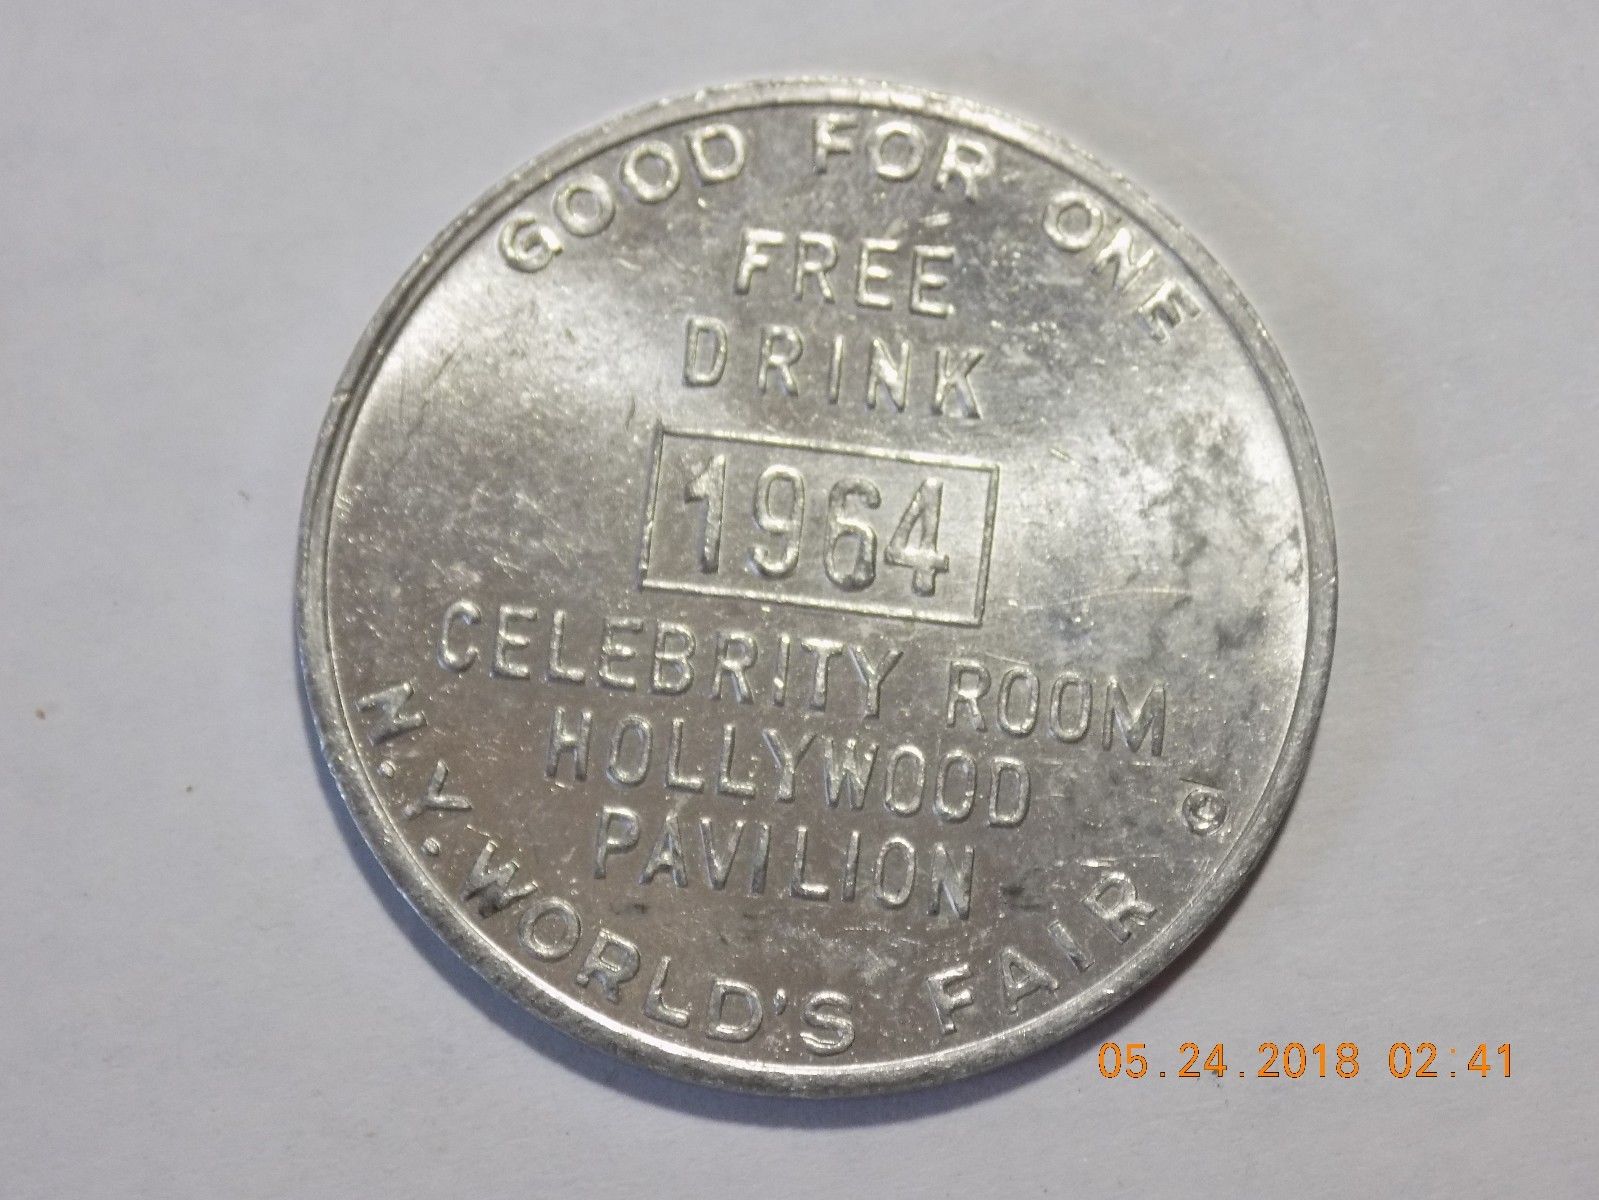 GOOD FOR ONE
FREE
DRINK
1964
CELEBRITY ROOM
HOLLYWOOD
PAVILION
N.Y. WORLD'S FAIR ©
05.24.2018 02:41